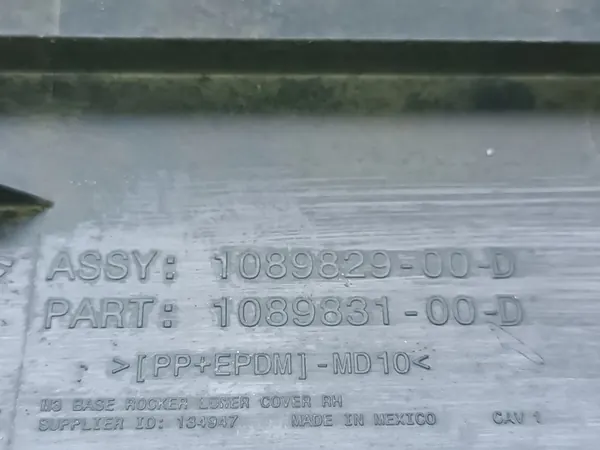 ASSY: 1089829-00-D
PART: 1089831-00-D
>[PP+EPDM]-MD10<
M3 BASE ROCKER LOWER COVER RH
SUPPLIER ID: 134947 MADE IN MEXICO CAV 1